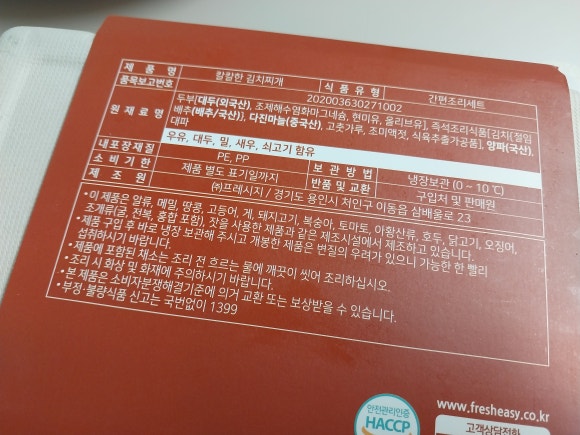 제 품 명 칼칼한 김치찌개 식 품 유 형 간편조리세트
품목보고번호 202003630271002
원 재 료 명 두부[대두(외국산), 조제해수염화마그네슘, 현미유, 올리브유], 즉석조리식품[김치{절임
배추(배추/국산)}, 다진마늘(중국산), 고춧가루, 조미액젓, 식육추출가공품], 양파(국산),
대파
우유, 대두, 밀, 새우, 쇠고기 함유
내포장재질 PE, PP 보 관 방 법 냉장보관 (0 ~ 10℃)
소 비 기 한 제품 별도 표기일까지 반품 및 교환 구입처 및 판매원
제 조 원 ㈜프레시지 / 경기도 용인시 처인구 이동읍 삼배울로 23
• 이 제품은 알류, 메밀, 땅콩, 고등어, 게, 돼지고기, 복숭아, 토마토, 아황산류, 호두, 닭고기, 오징어,
조개류(굴, 전복, 홍합 포함), 잣을 사용한 제품과 같은 제조시설에서 제조하고 있습니다.
• 제품 구입 후 바로 냉장 보관해 주시고 개봉한 제품은 변질의 우려가 있으니 가능한 한 빨리
섭취하시기 바랍니다.
• 제품에 포함된 채소는 조리 전 흐르는 물에 깨끗이 씻어 조리하십시오.
• 조리 시 화상 및 화재에 주의하시기 바랍니다.
• 본 제품은 소비자분쟁해결기준에 의거 교환 또는 보상받을 수 있습니다.
• 부정·불량식품 신고는 국번없이 1399
www.fresheasy.co.kr
안전관리인증
HACCP
고객상담전화